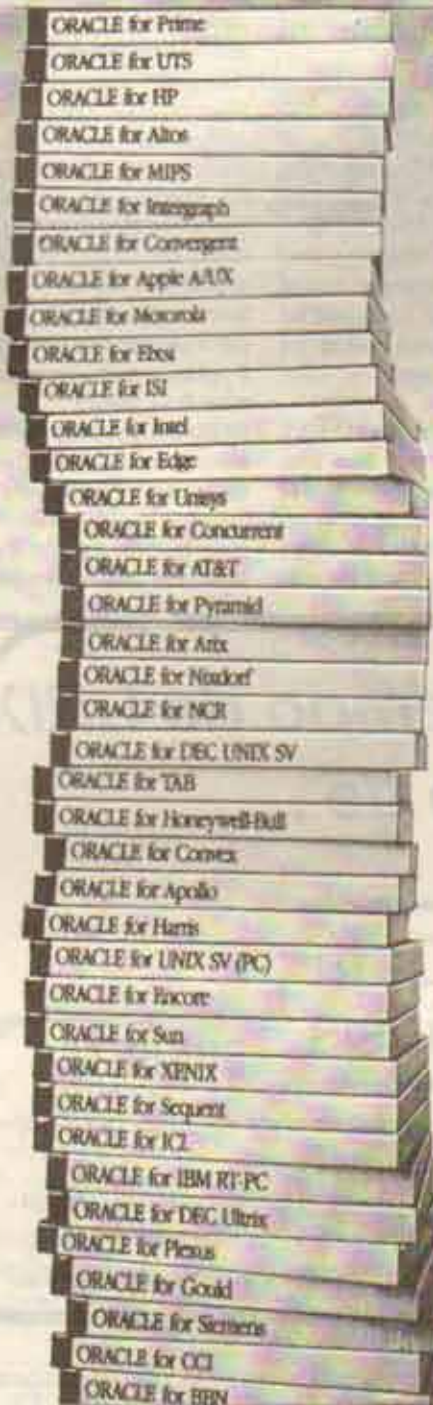 ORACLE for Prime
ORACLE for UTS
ORACLE for HP
ORACLE for Altos
ORACLE for MIPS
ORACLE for Intergraph
ORACLE for Convergent
ORACLE for Apple A/UX
ORACLE for Motorola
ORACLE for Elxsi
ORACLE for ISI
ORACLE for Intel
ORACLE for Edge
ORACLE for Unisys
ORACLE for Concurrent
ORACLE for AT&T
ORACLE for Pyramid
ORACLE for Arix
ORACLE for Nixdorf
ORACLE for NCR
ORACLE for DEC UNIX SV
ORACLE for TAB
ORACLE for Honeywell-Bull
ORACLE for Convex
ORACLE for Apollo
ORACLE for Harris
ORACLE for UNIX SV (PC)
ORACLE for Encore
ORACLE for Sun
ORACLE for XENIX
ORACLE for Sequent
ORACLE for ICL
ORACLE for IBM RT-PC
ORACLE for DEC Ultrix
ORACLE for Plexus
ORACLE for Gould
ORACLE for Siemens
ORACLE for CCI
ORACLE for BBN